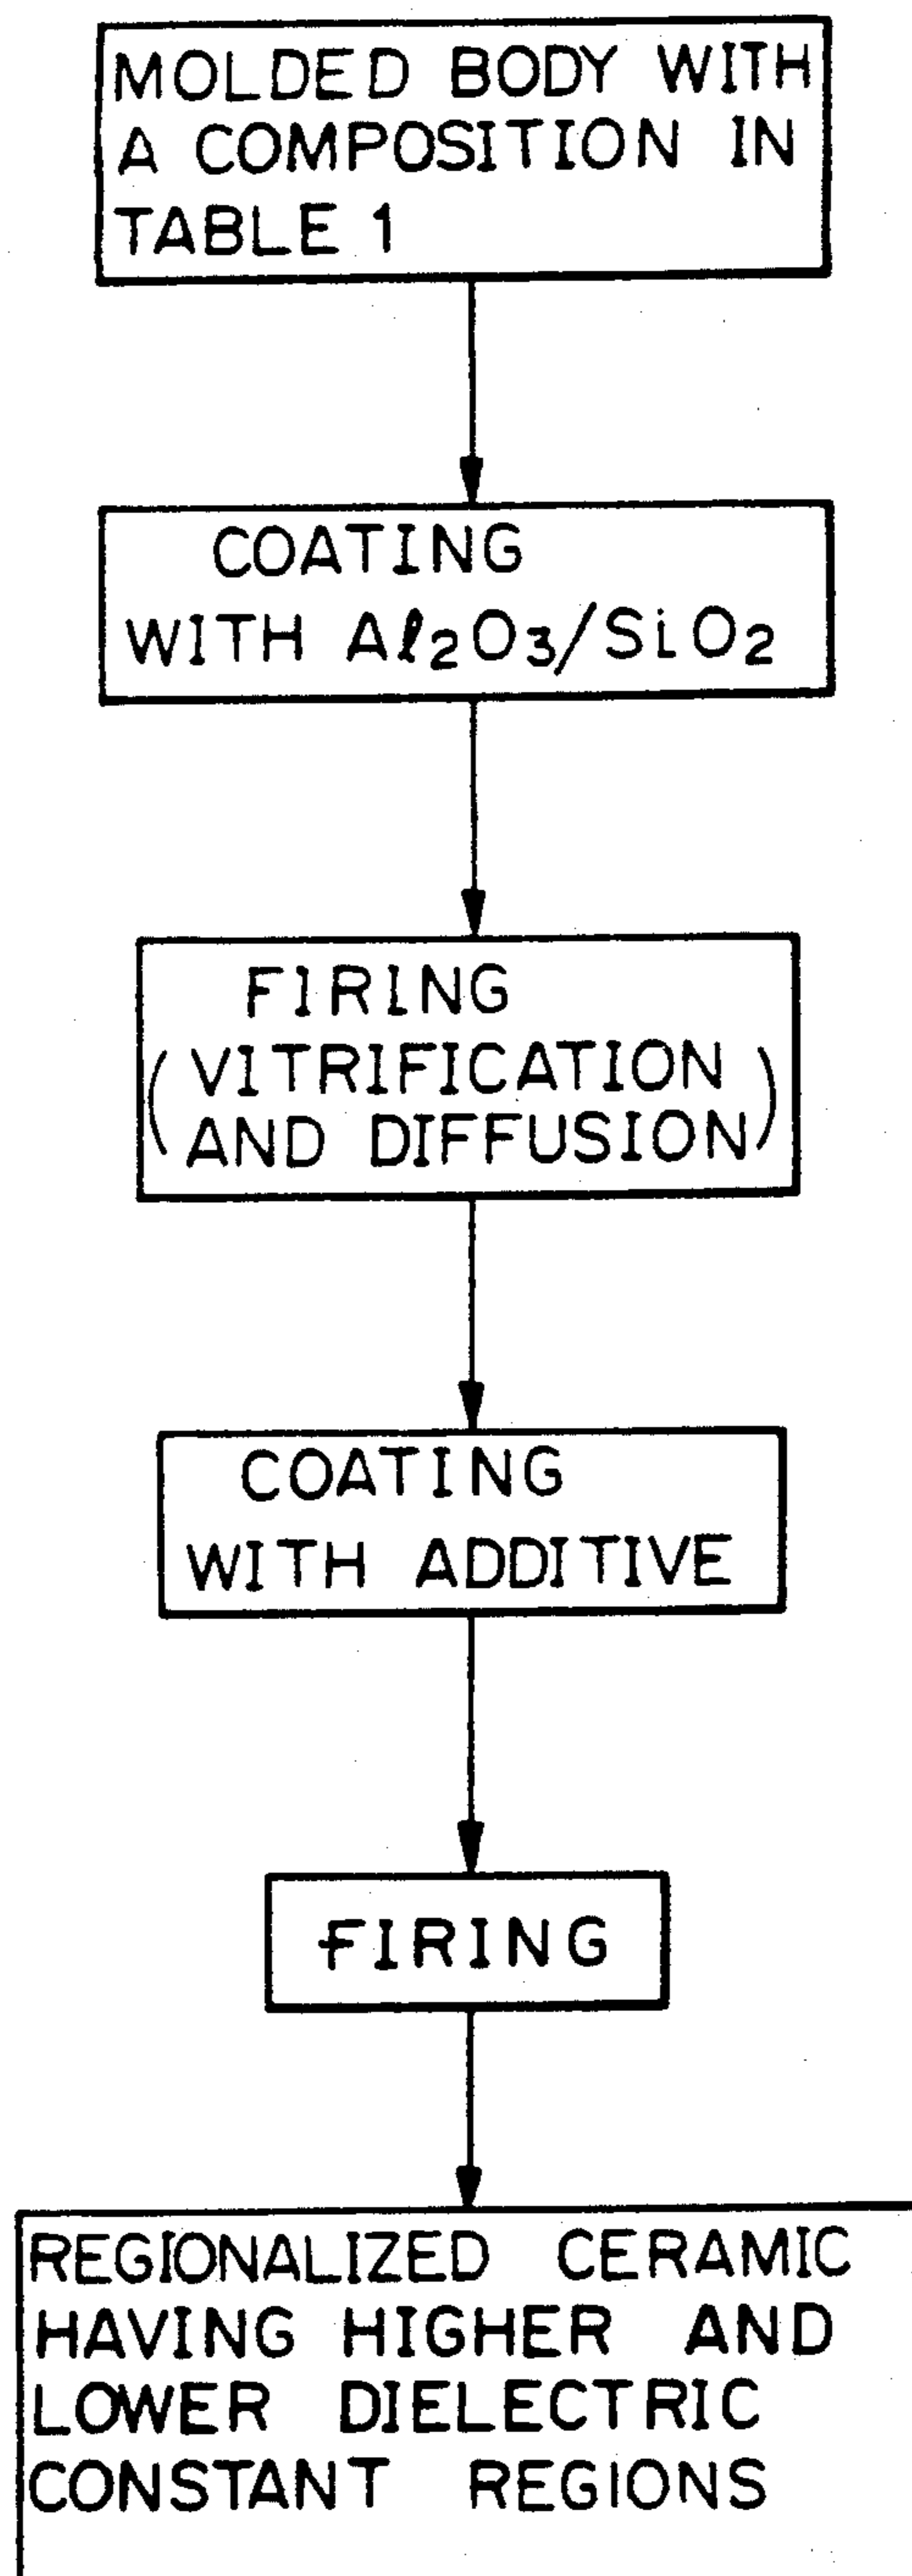 MOLDED BODY WITH
A COMPOSITION IN
TABLE 1
COATING
WITH Al₂O₃/SiO₂
FIRING
(VITRIFICATION
AND DIFFUSION)
COATING
WITH ADDITIVE
FIRING
REGIONALIZED CERAMIC
HAVING HIGHER AND
LOWER DIELECTRIC
CONSTANT REGIONS